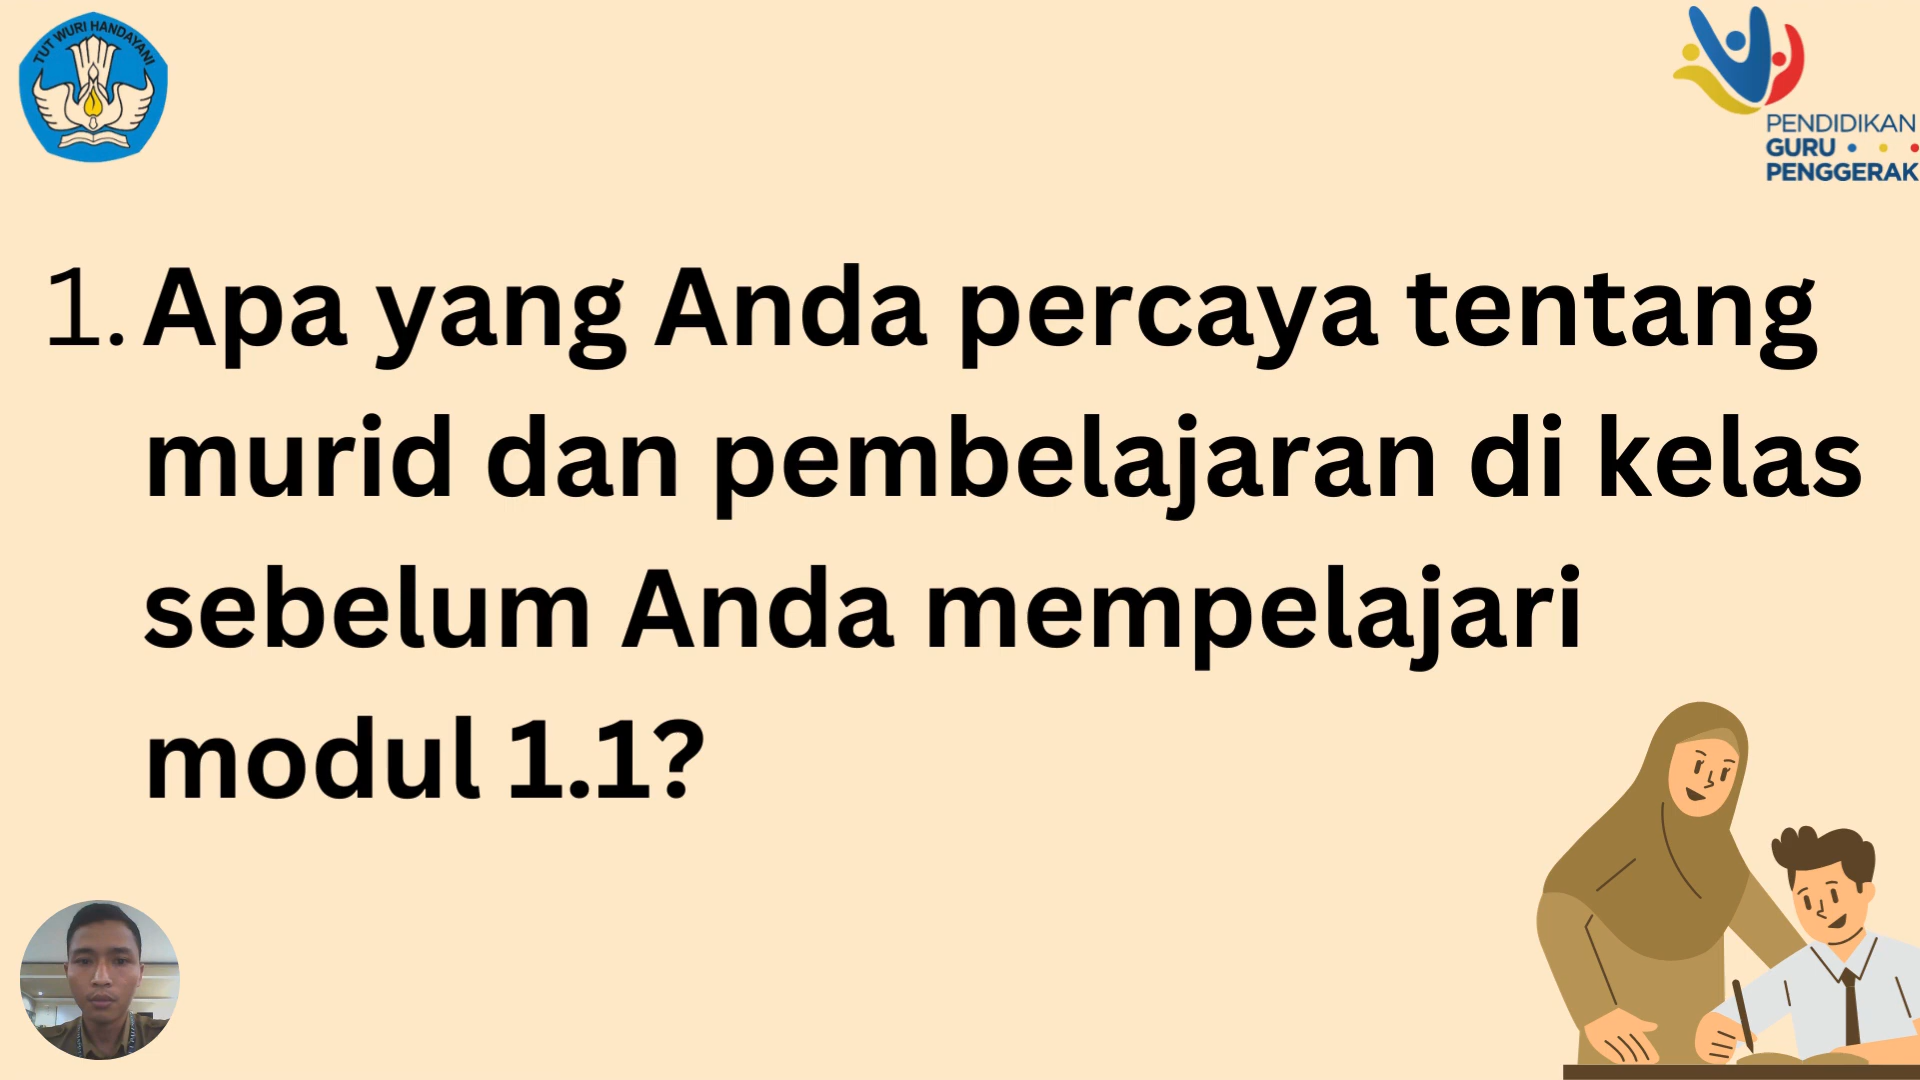 TUT WURI HANDAYANI
PENDIDIKAN
GURU
PENGGERAK
1. Apa yang Anda percaya tentang
murid dan pembelajaran di kelas
sebelum Anda mempelajari
modul 1.1?